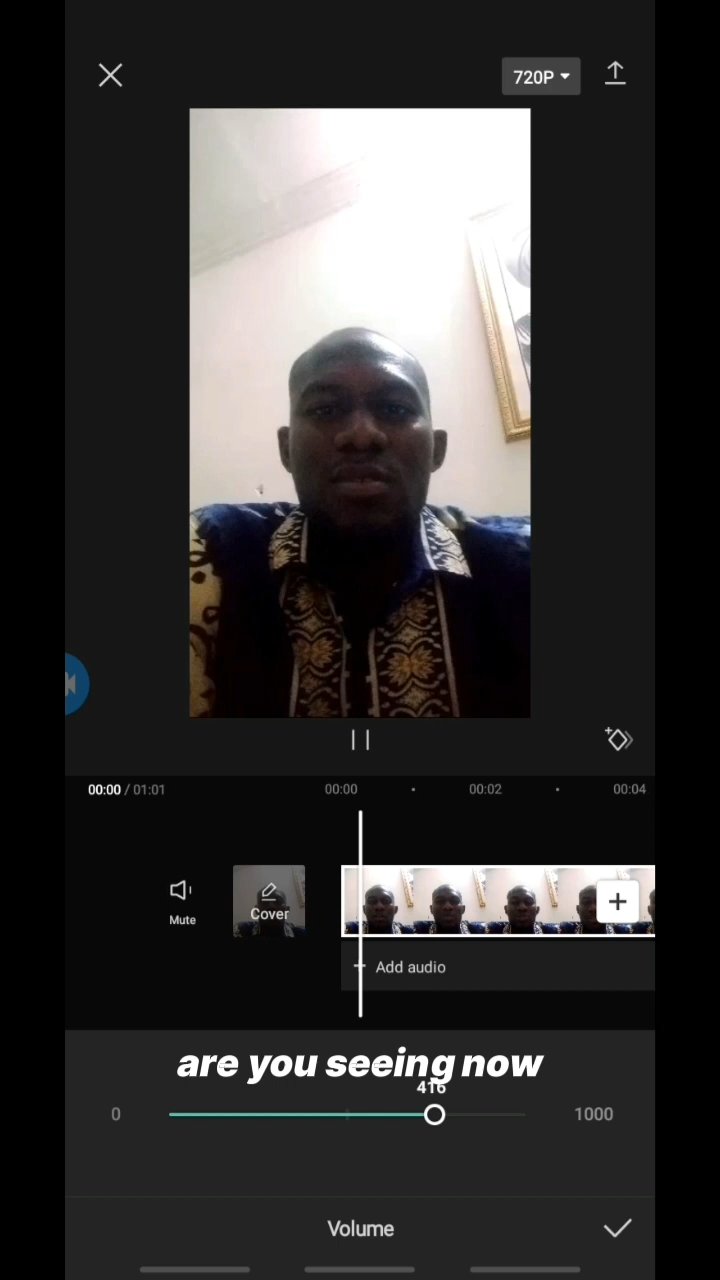 720P
00:00 / 01:01
00:00
00:02
00:04
Mute
Cover
Add audio
are you seeing now
416
0
1000
Volume